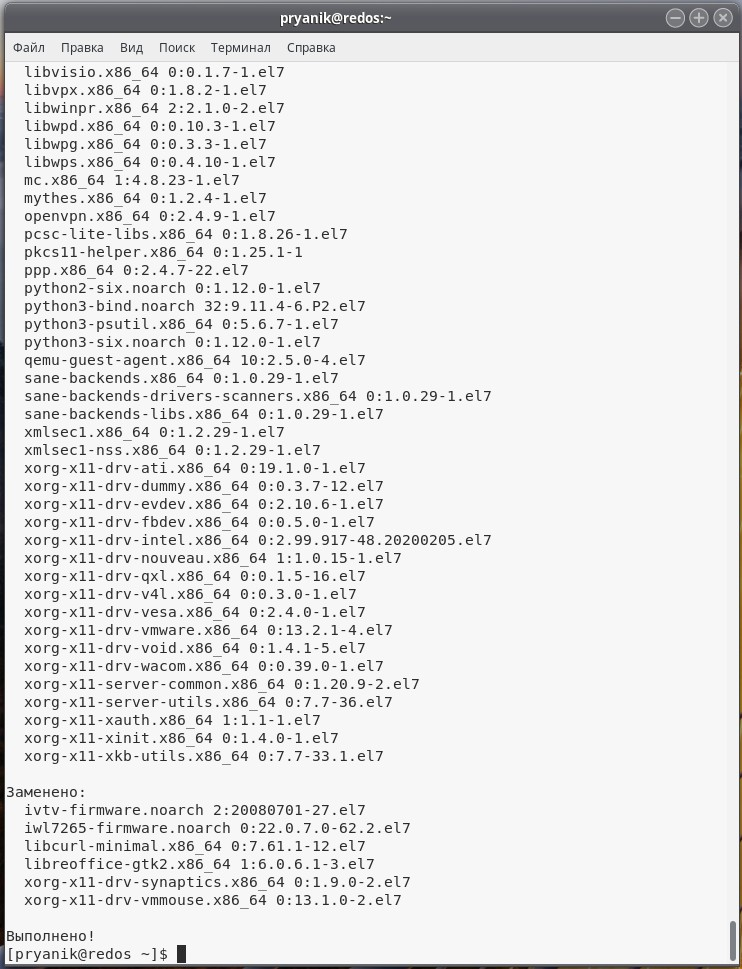 pryanik@redos:~
Файл Правка Вид Поиск Терминал Справка
libvisio.x86_64 0:0.1.7-1.el7
libvpx.x86_64 0:1.8.2-1.el7
libwinpr.x86_64 2:2.1.0-2.el7
libwpd.x86_64 0:0.10.3-1.el7
libwpg.x86_64 0:0.3.3-1.el7
libwps.x86_64 0:0.4.10-1.el7
mc.x86_64 1:4.8.23-1.el7
mythes.x86_64 0:1.2.4-1.el7
openvpn.x86_64 0:2.4.9-1.el7
pcsc-lite-libs.x86_64 0:1.8.26-1.el7
pkcs11-helper.x86_64 0:1.25.1-1
ppp.x86_64 0:2.4.7-22.el7
python2-six.noarch 0:1.12.0-1.el7
python3-bind.noarch 32:9.11.4-6.P2.el7
python3-psutil.x86_64 0:5.6.7-1.el7
python3-six.noarch 0:1.12.0-1.el7
qemu-guest-agent.x86_64 10:2.5.0-4.el7
sane-backends.x86_64 0:1.0.29-1.el7
sane-backends-drivers-scanners.x86_64 0:1.0.29-1.el7
sane-backends-libs.x86_64 0:1.0.29-1.el7
xmlsec1.x86_64 0:1.2.29-1.el7
xmlsec1-nss.x86_64 0:1.2.29-1.el7
xorg-x11-drv-ati.x86_64 0:19.1.0-1.el7
xorg-x11-drv-dummy.x86_64 0:0.3.7-12.el7
xorg-x11-drv-evdev.x86_64 0:2.10.6-1.el7
xorg-x11-drv-fbdev.x86_64 0:0.5.0-1.el7
xorg-x11-drv-intel.x86_64 0:2.99.917-48.20200205.el7
xorg-x11-drv-nouveau.x86_64 1:1.0.15-1.el7
xorg-x11-drv-qxl.x86_64 0:0.1.5-16.el7
xorg-x11-drv-v4l.x86_64 0:0.3.0-1.el7
xorg-x11-drv-vesa.x86_64 0:2.4.0-1.el7
xorg-x11-drv-vmware.x86_64 0:13.2.1-4.el7
xorg-x11-drv-void.x86_64 0:1.4.1-5.el7
xorg-x11-drv-wacom.x86_64 0:0.39.0-1.el7
xorg-x11-server-common.x86_64 0:1.20.9-2.el7
xorg-x11-server-utils.x86_64 0:7.7-36.el7
xorg-x11-xauth.x86_64 1:1.1-1.el7
xorg-x11-xinit.x86_64 0:1.4.0-1.el7
xorg-x11-xkb-utils.x86_64 0:7.7-33.1.el7
Заменено:
ivtv-firmware.noarch 2:20080701-27.el7
iwl7265-firmware.noarch 0:22.0.7.0-62.2.el7
libcurl-minimal.x86_64 0:7.61.1-12.el7
libreoffice-gtk2.x86_64 1:6.0.6.1-3.el7
xorg-x11-drv-synaptics.x86_64 0:1.9.0-2.el7
xorg-x11-drv-vmmouse.x86_64 0:13.1.0-2.el7
Выполнено!
[pryanik@redos ~]$